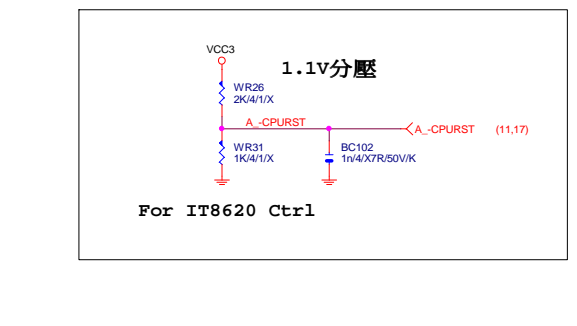 VCC3
1.1V分壓
WR26
2K/4/1/X
A_-CPURST
A_-CPURST (11,17)
WR31
1K/4/1/X
BC102
1n/4/X7R/50V/K
For IT8620 Ctrl